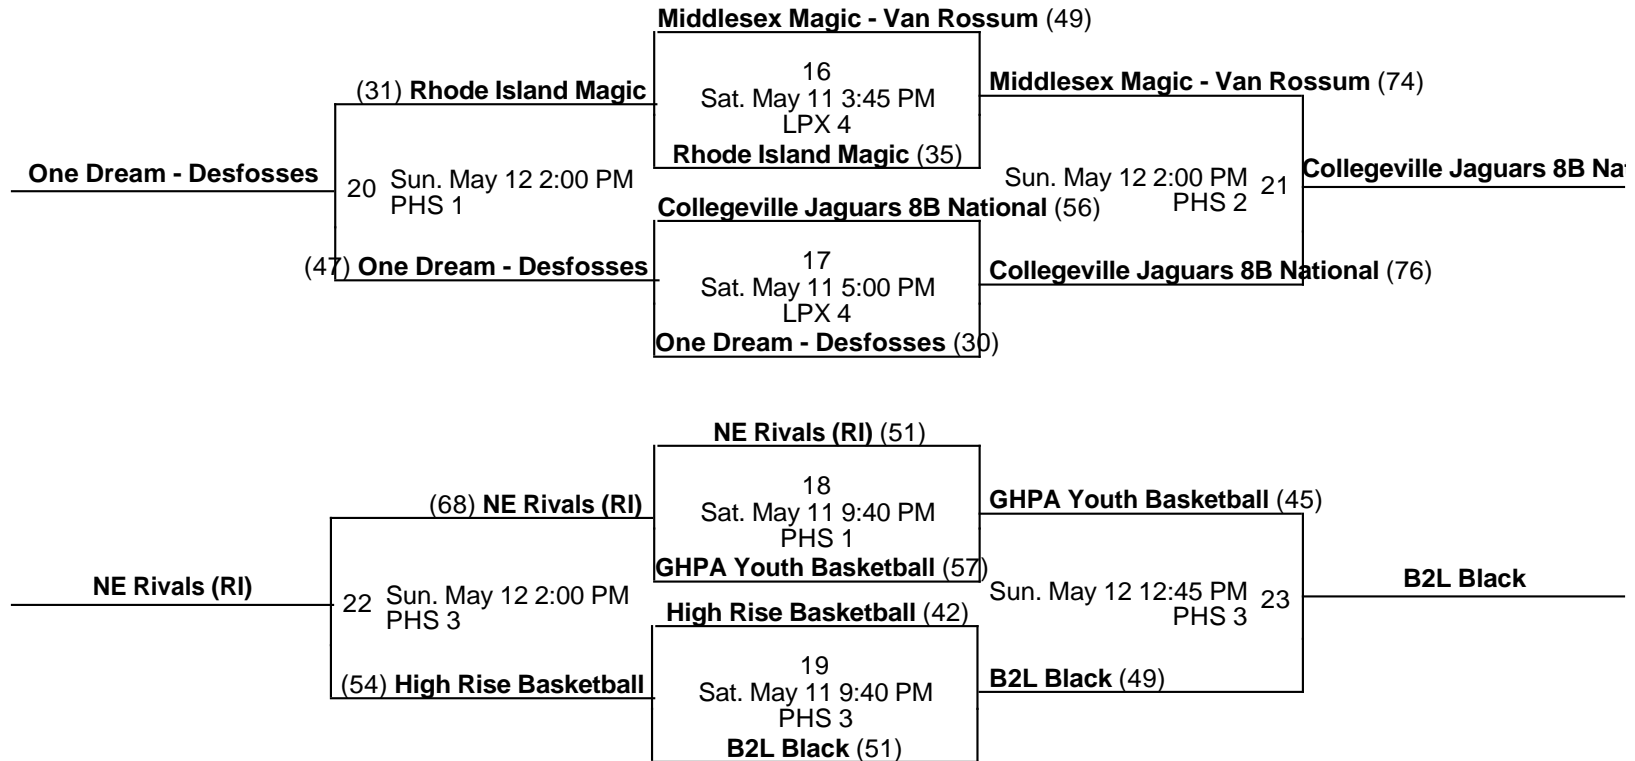 Middlesex Magic - Van Rossum (49)
16
Sat. May 11 3:45 PM
LPX 4
Rhode Island Magic (35)
(31) Rhode Island Magic
Middlesex Magic - Van Rossum (74)
One Dream - Desfosses
20 Sun. May 12 2:00 PM
PHS 1
Sun. May 12 2:00 PM 21
PHS 2
Collegeville Jaguars 8B Na
Collegeville Jaguars 8B National (56)
17
Sat. May 11 5:00 PM
LPX 4
One Dream - Desfosses (30)
(47) One Dream - Desfosses
Collegeville Jaguars 8B National (76)
NE Rivals (RI) (51)
18
Sat. May 11 9:40 PM
PHS 1
GHPA Youth Basketball (57)
(68) NE Rivals (RI)
GHPA Youth Basketball (45)
NE Rivals (RI)
22 Sun. May 12 2:00 PM
PHS 3
Sun. May 12 12:45 PM 23
PHS 3
B2L Black
High Rise Basketball (42)
19
Sat. May 11 9:40 PM
PHS 3
B2L Black (51)
(54) High Rise Basketball
B2L Black (49)